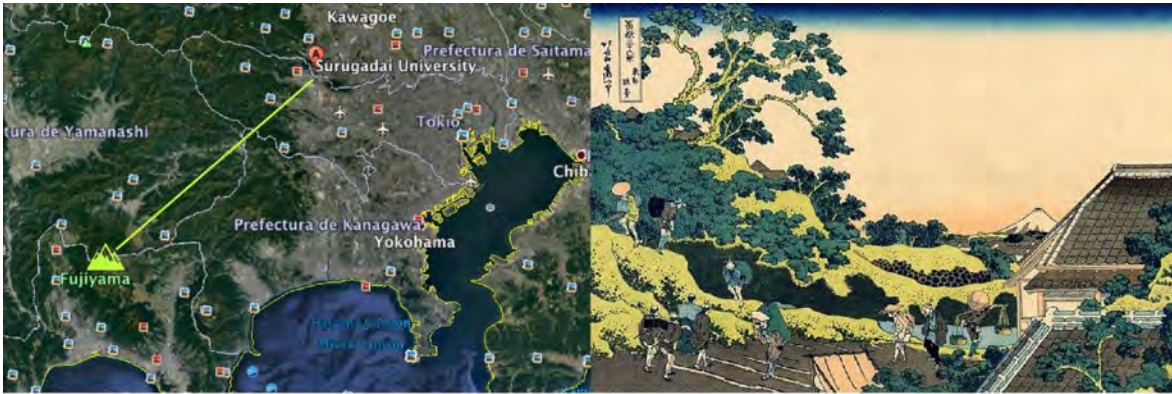 Kawagoe
Prefectura de Saitama
A
Surugadai University
Tokio
tura de Yamanashi
Chib
Prefectura de Kanagawa
Yokohama
Fujiyama